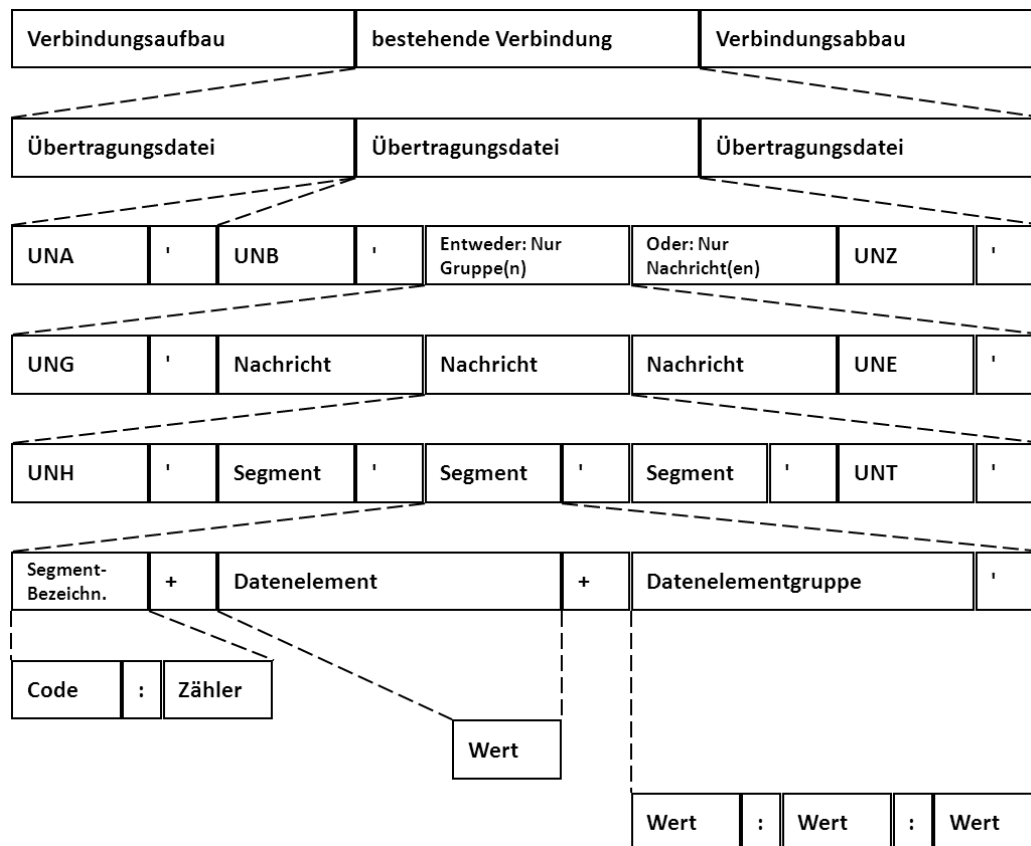 Verbindungsaufbau bestehende Verbindung Verbindungsabbau
Übertragungsdatei Übertragungsdatei Übertragungsdatei
UNA ' UNB ' Entweder: Nur Gruppe(n) Oder: Nur Nachricht(en) UNZ '
UNG ' Nachricht Nachricht Nachricht UNE '
UNH ' Segment ' Segment ' Segment ' UNT '
Segment-Bezeichn. + Datenelement + Datenelementgruppe '
Code : Zähler
Wert
Wert : Wert : Wert